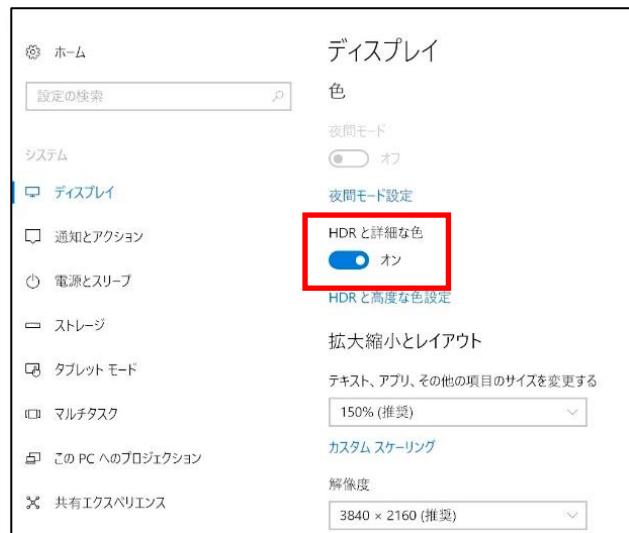 ホーム
設定の検索
システム
ディスプレイ
通知とアクション
電源とスリープ
ストレージ
タブレット モード
マルチタスク
この PC へのプロジェクション
共有エクスペリエンス
ディスプレイ
色
夜間モード
オフ
夜間モード設定
HDR と詳細な色
オン
HDR と高度な色設定
拡大縮小とレイアウト
テキスト、アプリ、その他の項目のサイズを変更する
150% (推奨)
カスタム スケーリング
解像度
3840 × 2160 (推奨)